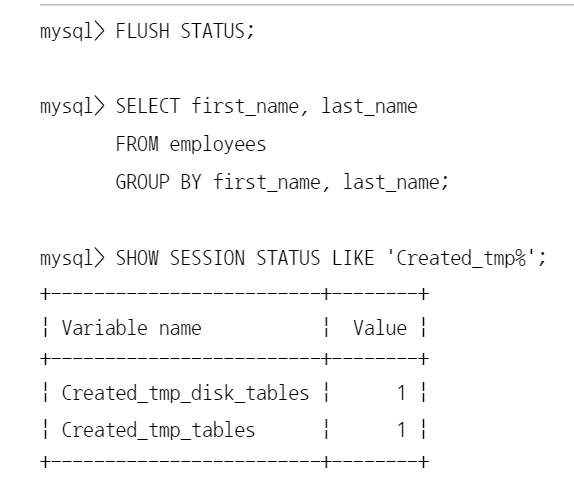 mysql> FLUSH STATUS;
mysql> SELECT first_name, last_name
FROM employees
GROUP BY first_name, last_name;
mysql> SHOW SESSION STATUS LIKE 'Created_tmp%';
+-------------------------+--------+
| Variable name | Value |
+-------------------------+--------+
| Created_tmp_disk_tables | 1 |
| Created_tmp_tables | 1 |
+-------------------------+--------+